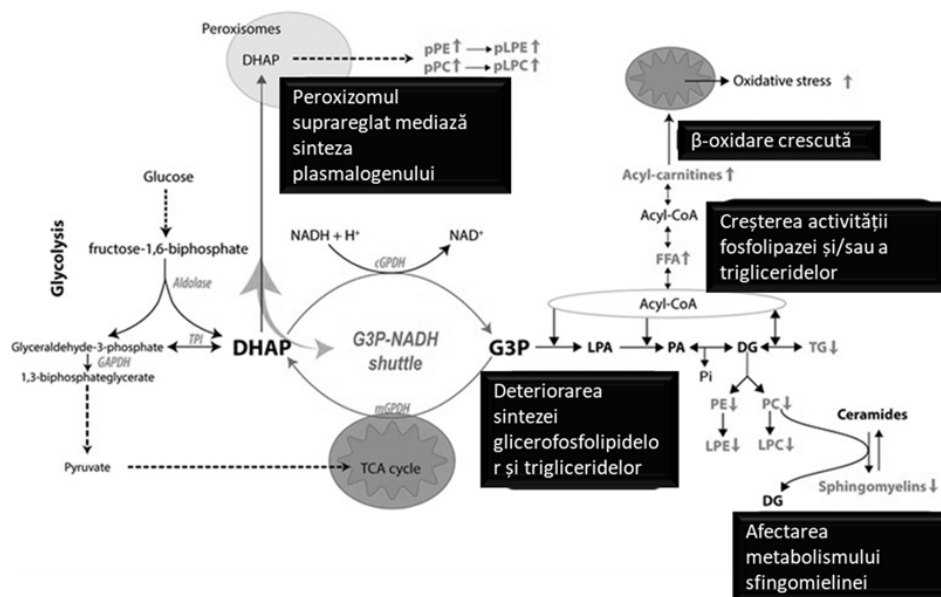 Peroxisomes
DHAP
pPE↑ → pLPE↑
pPC↑ → pLPC↑
Peroxizomul
suprareglat mediază
sinteza
plasmalogenului
Oxidative stress ↑
β-oxidare crescută
Acyl-carnitines ↑
Acyl-CoA
FFA↑
Creșterea activității
fosfolipazei și/sau a
trigliceridelor
Acyl-CoA
Glycolysis
Glucose
fructose-1,6-biphosphate
Aldolase
Glyceraldehyde-3-phosphate
TPI
GAPDH
1,3-biphosphateglycerate
Pyruvate
NADH + H⁺
NAD⁺
cGPDH
DHAP
G3P-NADH
shuttle
mGPDH
TCA cycle
G3P
LPA
PA
DG
TG↓
Pi
Deteriorarea
sintezei
glicerofosfolipidelo
r și trigliceridelor
PE↓
PC↓
LPE↓
LPC↓
Ceramides
DG
Sphingomyelins↓
Afectarea
metabolismului
sfingomielinei